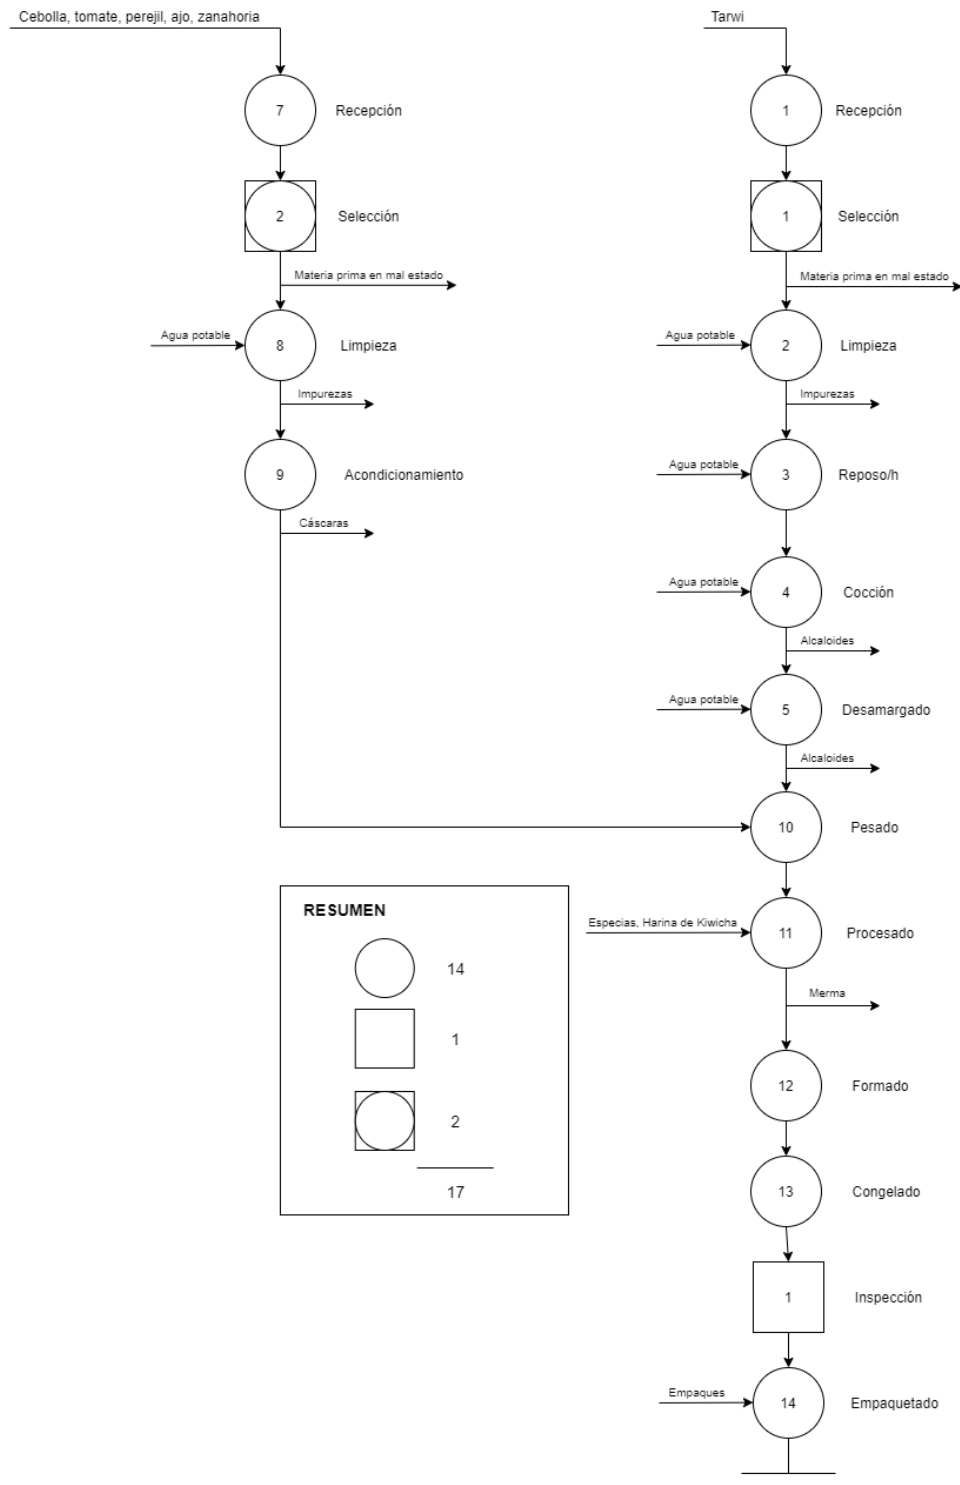 Cebolla, tomate, perejil, ajo, zanahoria
Tarwi
7
Recepción
1
Recepción
2
Selección
1
Selección
Materia prima en mal estado
Materia prima en mal estado
Agua potable
8
Limpieza
Agua potable
2
Limpieza
Impurezas
Impurezas
9
Acondicionamiento
Agua potable
3
Reposo/h
Cáscaras
Agua potable
4
Cocción
Alcaloides
Agua potable
5
Desamargado
Alcaloides
10
Pesado
RESUMEN
14
1
2
17
Especias, Harina de Kiwicha
11
Procesado
Merma
12
Formado
13
Congelado
1
Inspección
Empaques
14
Empaquetado